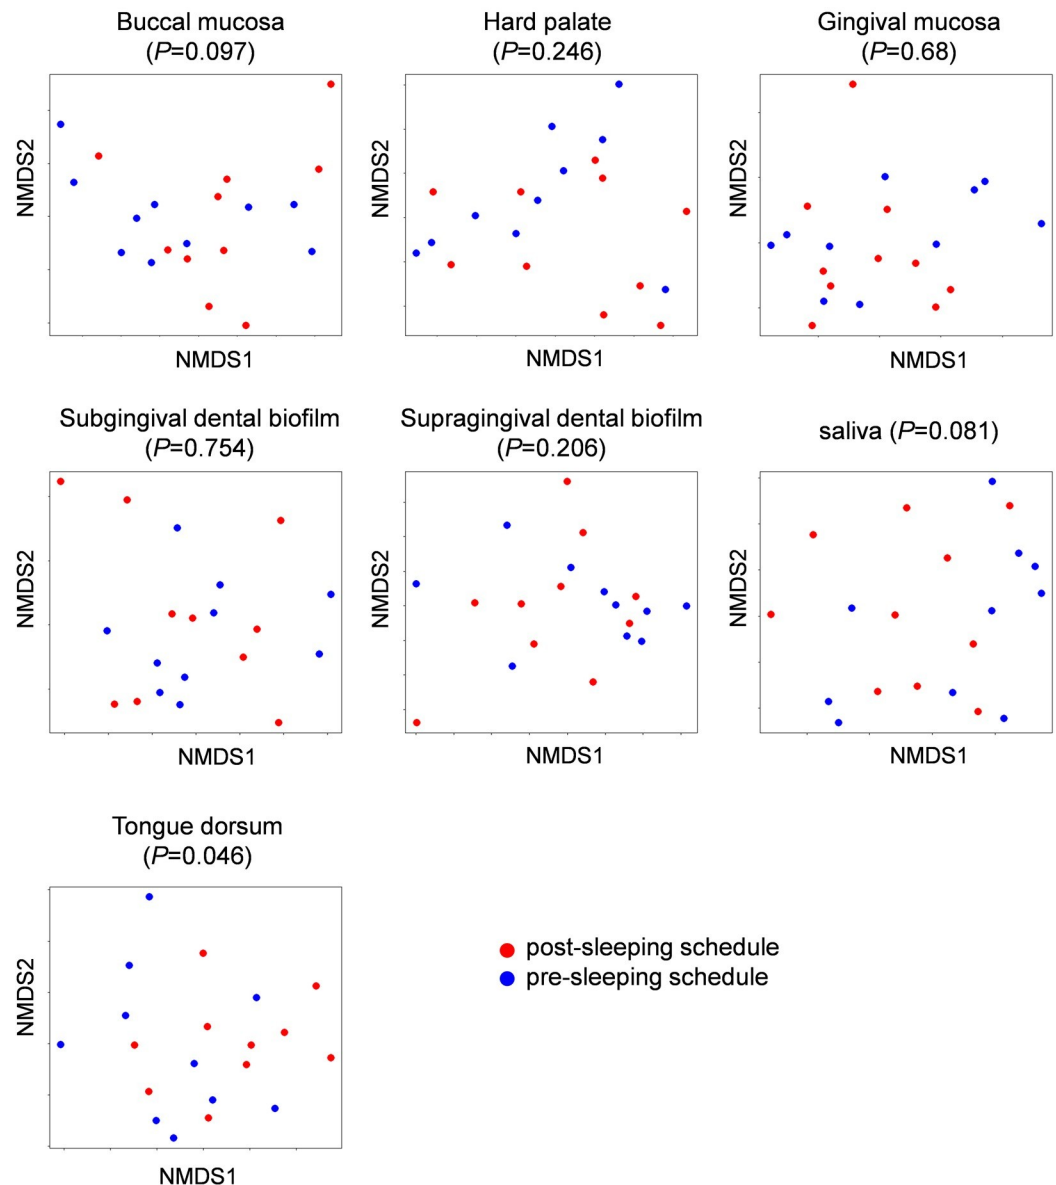 Buccal mucosa
(P=0.097)
NMDS2
NMDS1
Hard palate
(P=0.246)
NMDS2
NMDS1
Gingival mucosa
(P=0.68)
NMDS2
NMDS1
Subgingival dental biofilm
(P=0.754)
NMDS2
NMDS1
Supragingival dental biofilm
(P=0.206)
NMDS2
NMDS1
saliva (P=0.081)
NMDS2
NMDS1
Tongue dorsum
(P=0.046)
NMDS2
NMDS1
post-sleeping schedule
pre-sleeping schedule